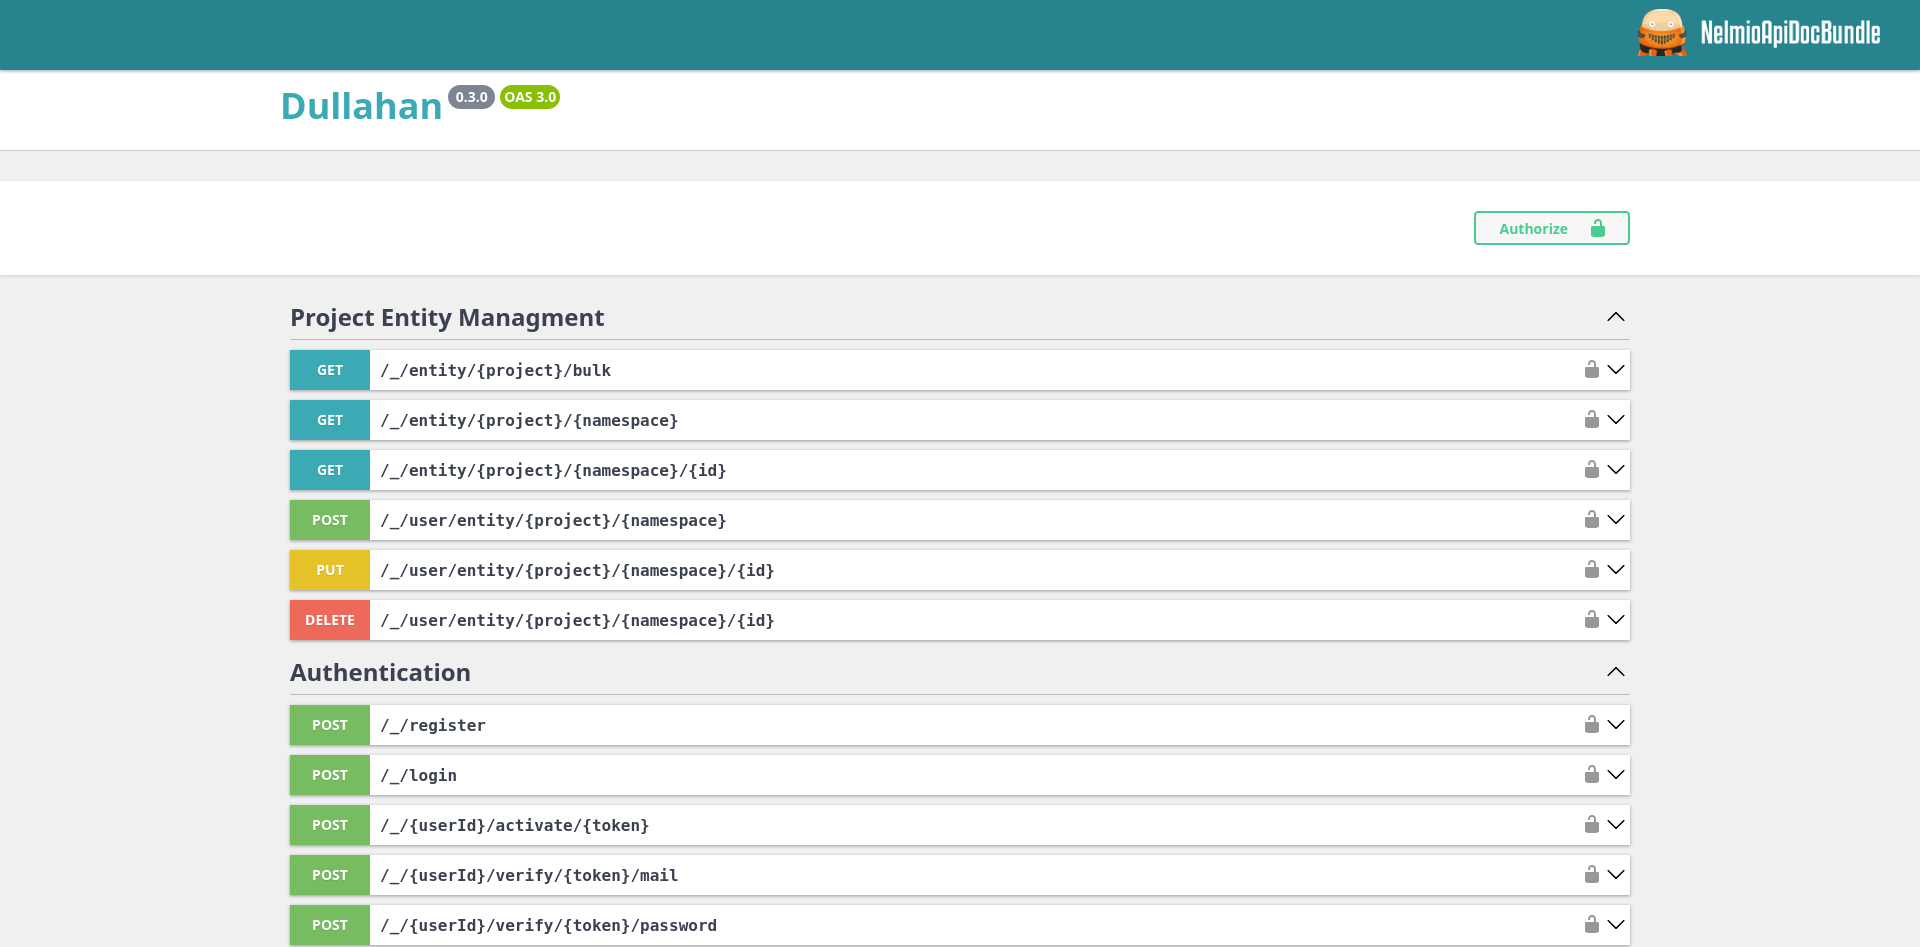 NelmioApiDocBundle
Dullahan 0.3.0 OAS 3.0
Authorize
Project Entity Managment
GET /_/entity/{project}/bulk
GET /_/entity/{project}/{namespace}
GET /_/entity/{project}/{namespace}/{id}
POST /_/user/entity/{project}/{namespace}
PUT /_/user/entity/{project}/{namespace}/{id}
DELETE /_/user/entity/{project}/{namespace}/{id}
Authentication
POST /_/register
POST /_/login
POST /_/{userId}/activate/{token}
POST /_/{userId}/verify/{token}/mail
POST /_/{userId}/verify/{token}/password